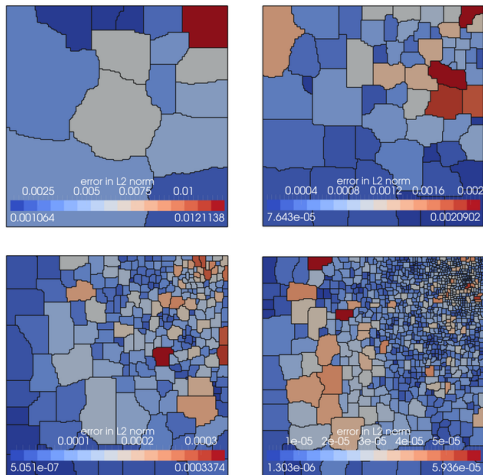 error in L2 norm
0.0025 0.005 0.0075 0.01
0.001064 0.0121138
error in L2 norm
0.0004 0.0008 0.0012 0.0016 0.002
7.643e-05 0.0020902
error in L2 norm
0.0001 0.0002 0.0003
5.051e-07 0.0003374
error in L2 norm
1e-05 2e-05 3e-05 4e-05 5e-05
1.303e-06 5.936e-05